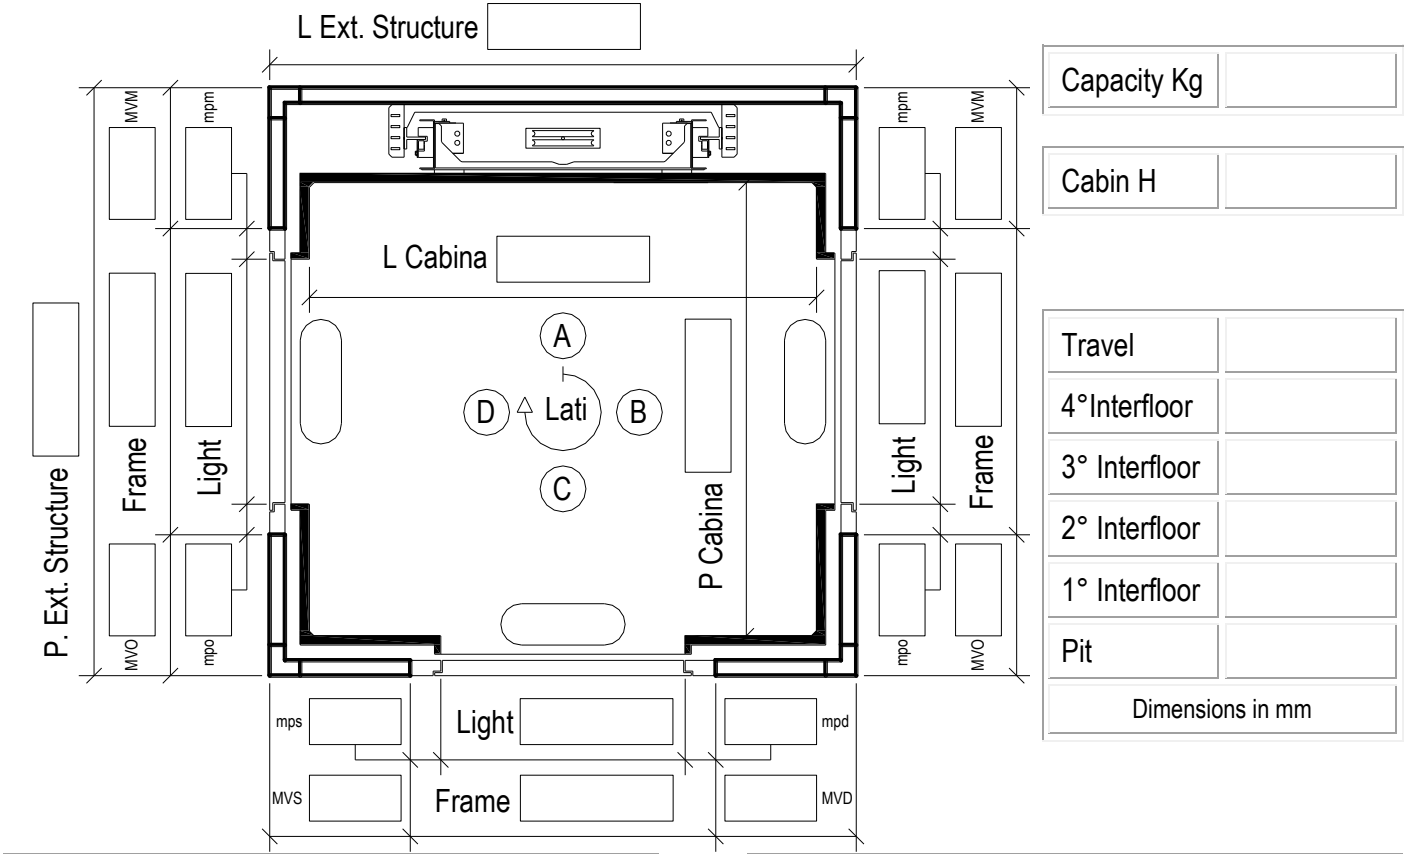 L Ext. Structure
Capacity Kg
MVM
mpm
mpm
MVM
Cabin H
L Cabina
A
Travel
D
Lati
B
4°Interfloor
Frame
Light
Light
Frame
3° Interfloor
P. Ext. Structure
C
P Cabina
2° Interfloor
1° Interfloor
MVO
mpo
mpo
MVO
Pit
mps
Light
mpd
Dimensions in mm
MVS
Frame
MVD